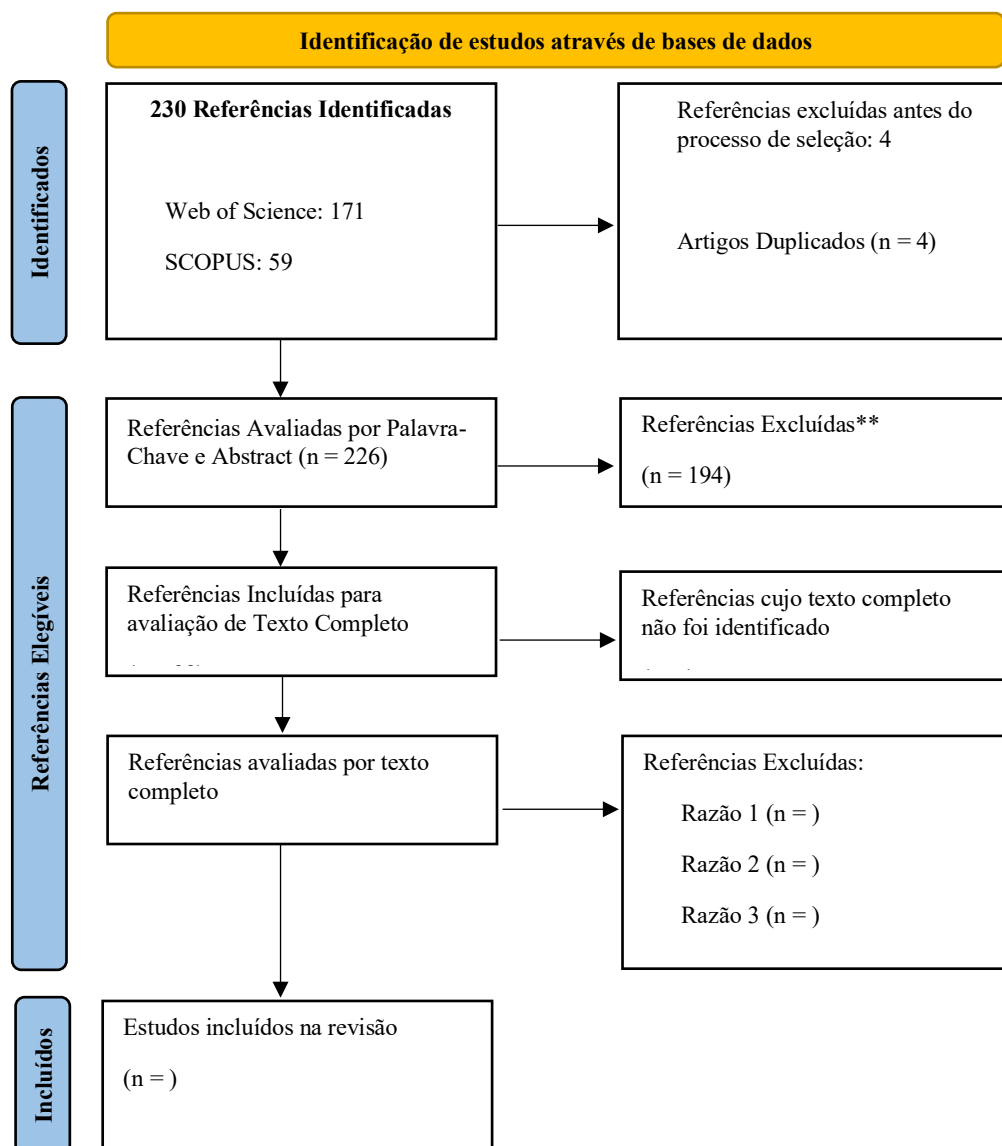 Identificação de estudos através de bases de dados
Identificados
230 Referências Identificadas
Web of Science: 171
SCOPUS: 59
Referências excluídas antes do
processo de seleção: 4
Artigos Duplicados (n = 4)
Referências Elegíveis
Referências Avaliadas por Palavra-
Chave e Abstract (n = 226)
Referências Excluídas**
(n = 194)
Referências Incluídas para
avaliação de Texto Completo
Referências cujo texto completo
não foi identificado
Referências avaliadas por texto
completo
Referências Excluídas:
Razão 1 (n = )
Razão 2 (n = )
Razão 3 (n = )
Incluídos
Estudos incluídos na revisão
(n = )